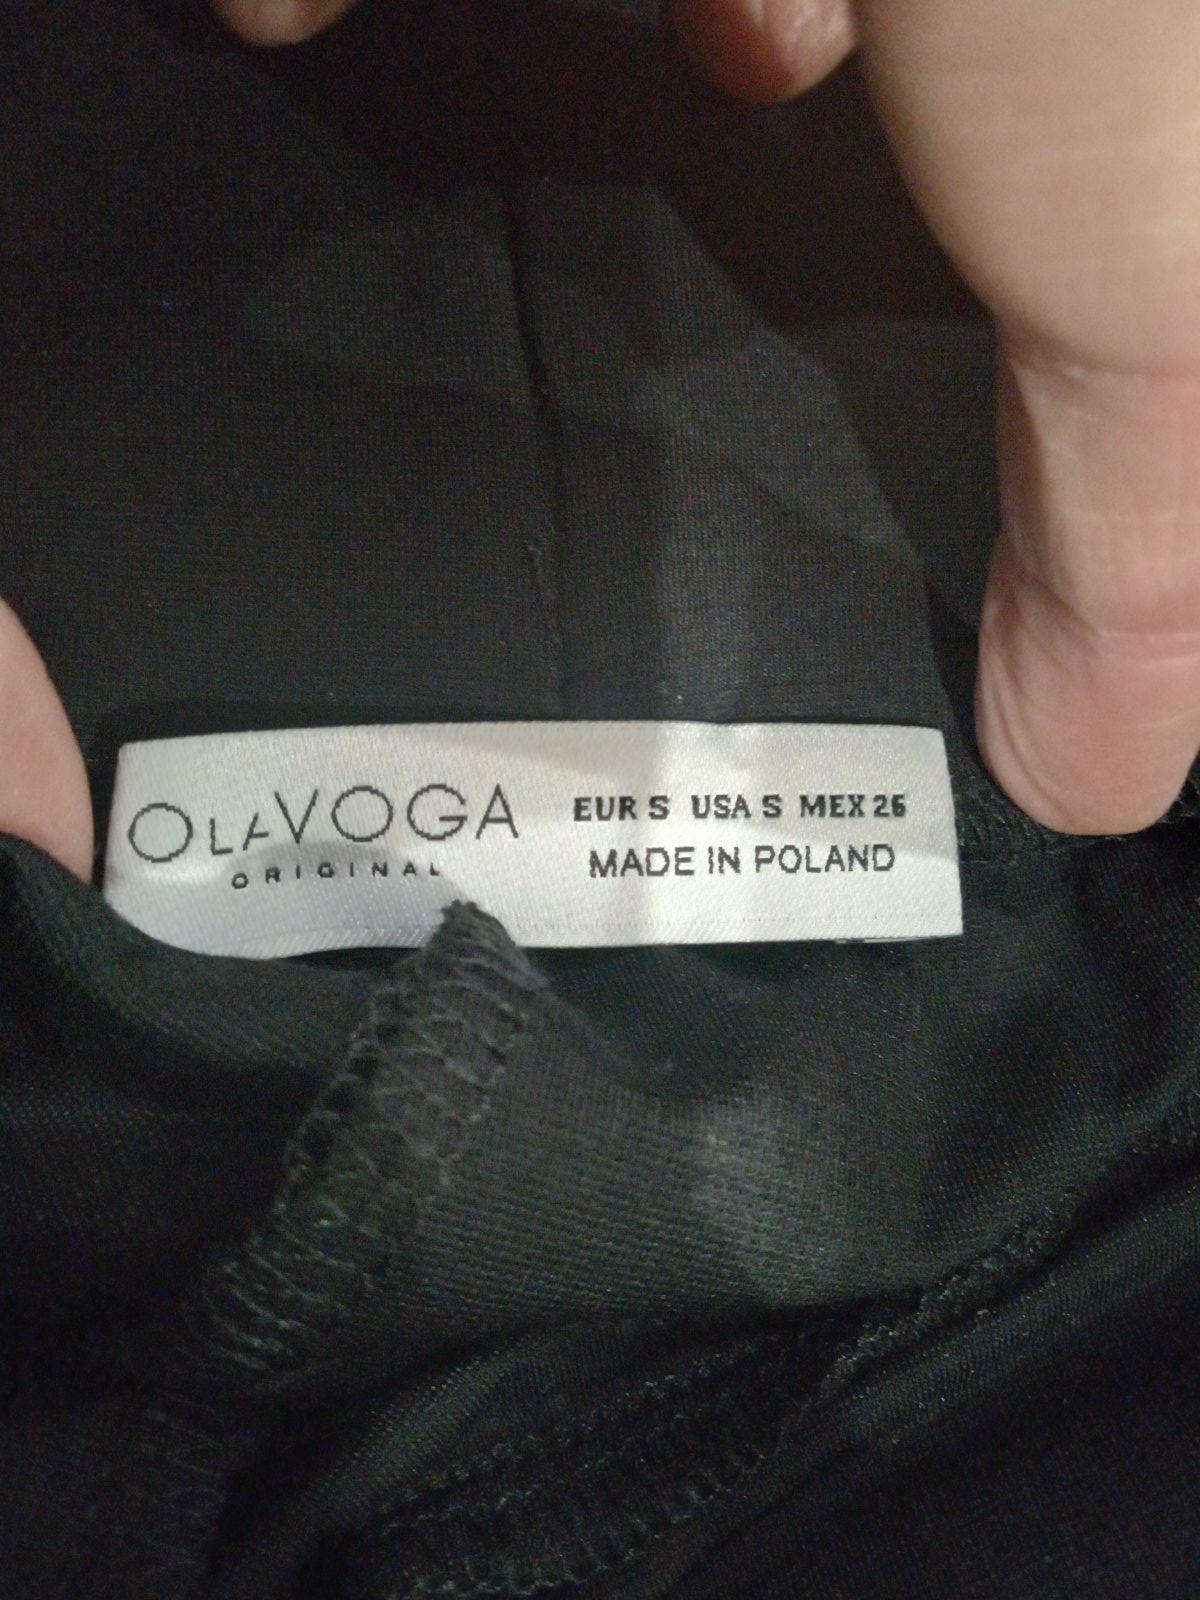 OLAVOGA
ORIGINAL
EUR S USA S MEX 26
MADE IN POLAND